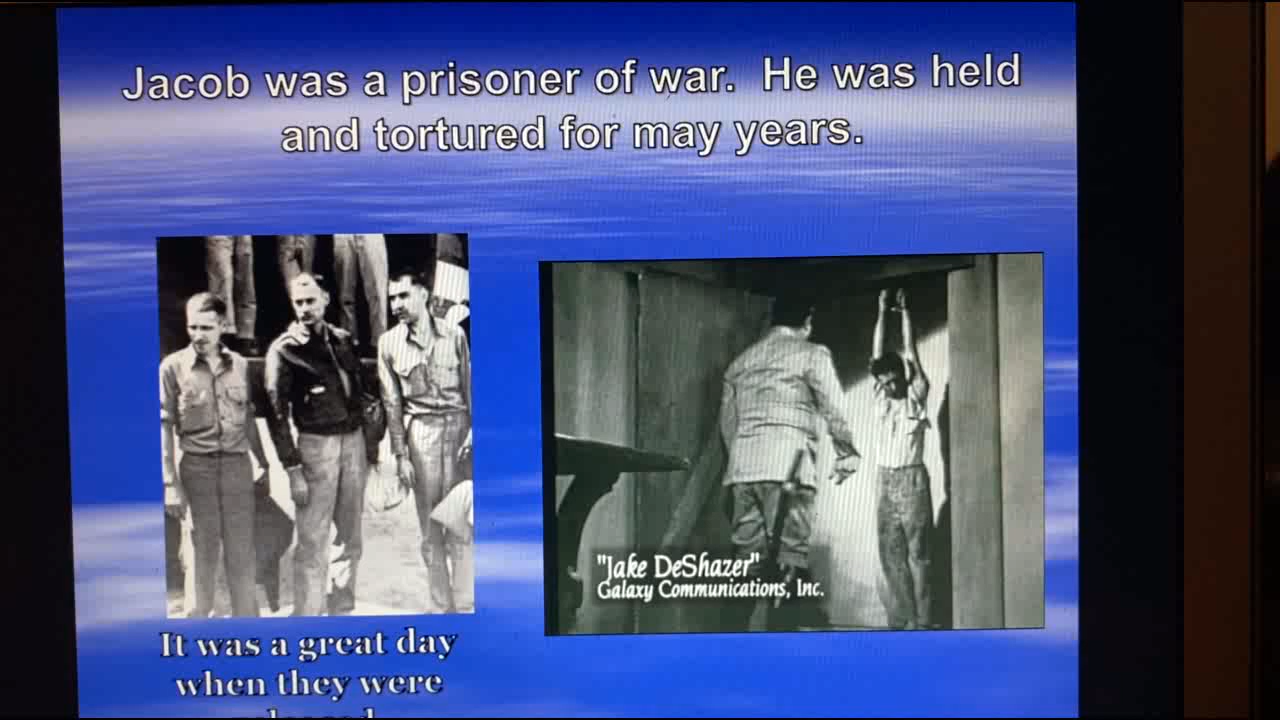 Jacob was a prisoner of war. He was held
and tortured for may years.
"Jake DeShazer"
Galaxy Communications, Inc.
It was a great day
when they were
released